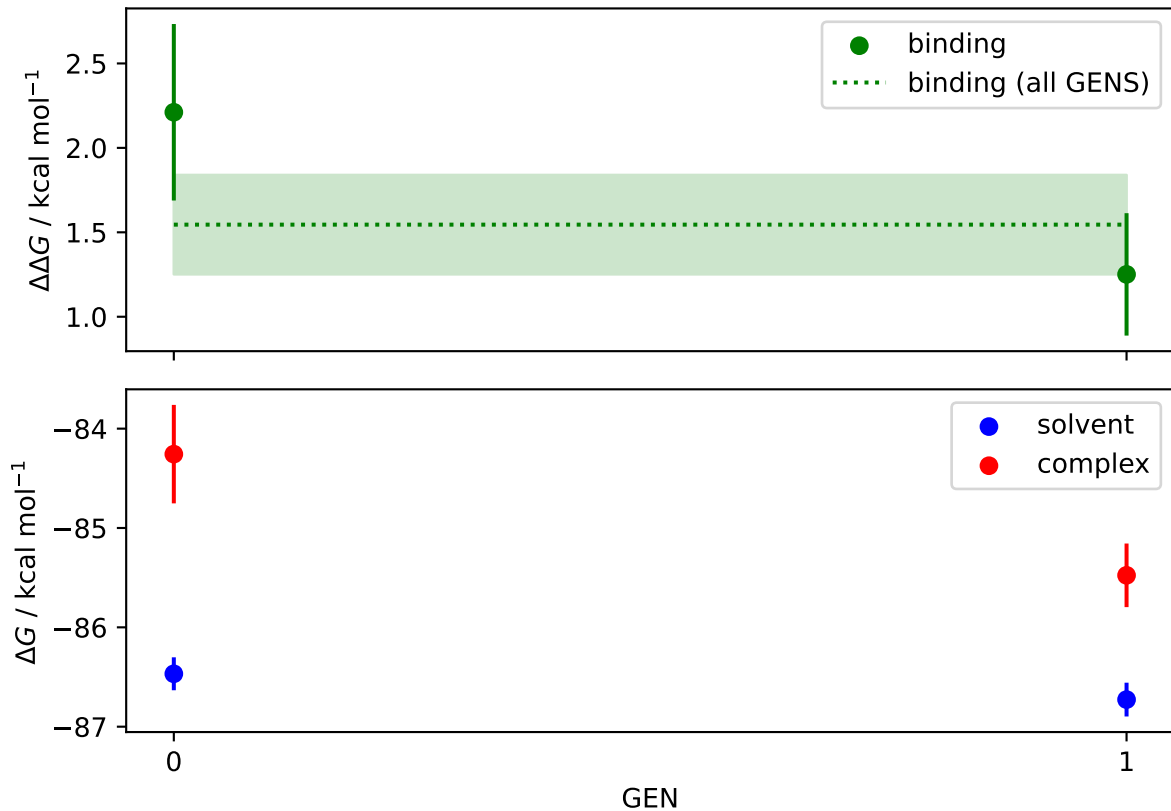 ΔΔG / kcal mol⁻¹
2.5
2.0
1.5
1.0
binding
binding (all GENS)
ΔG / kcal mol⁻¹
−84
−85
−86
−87
solvent
complex
0
1
GEN